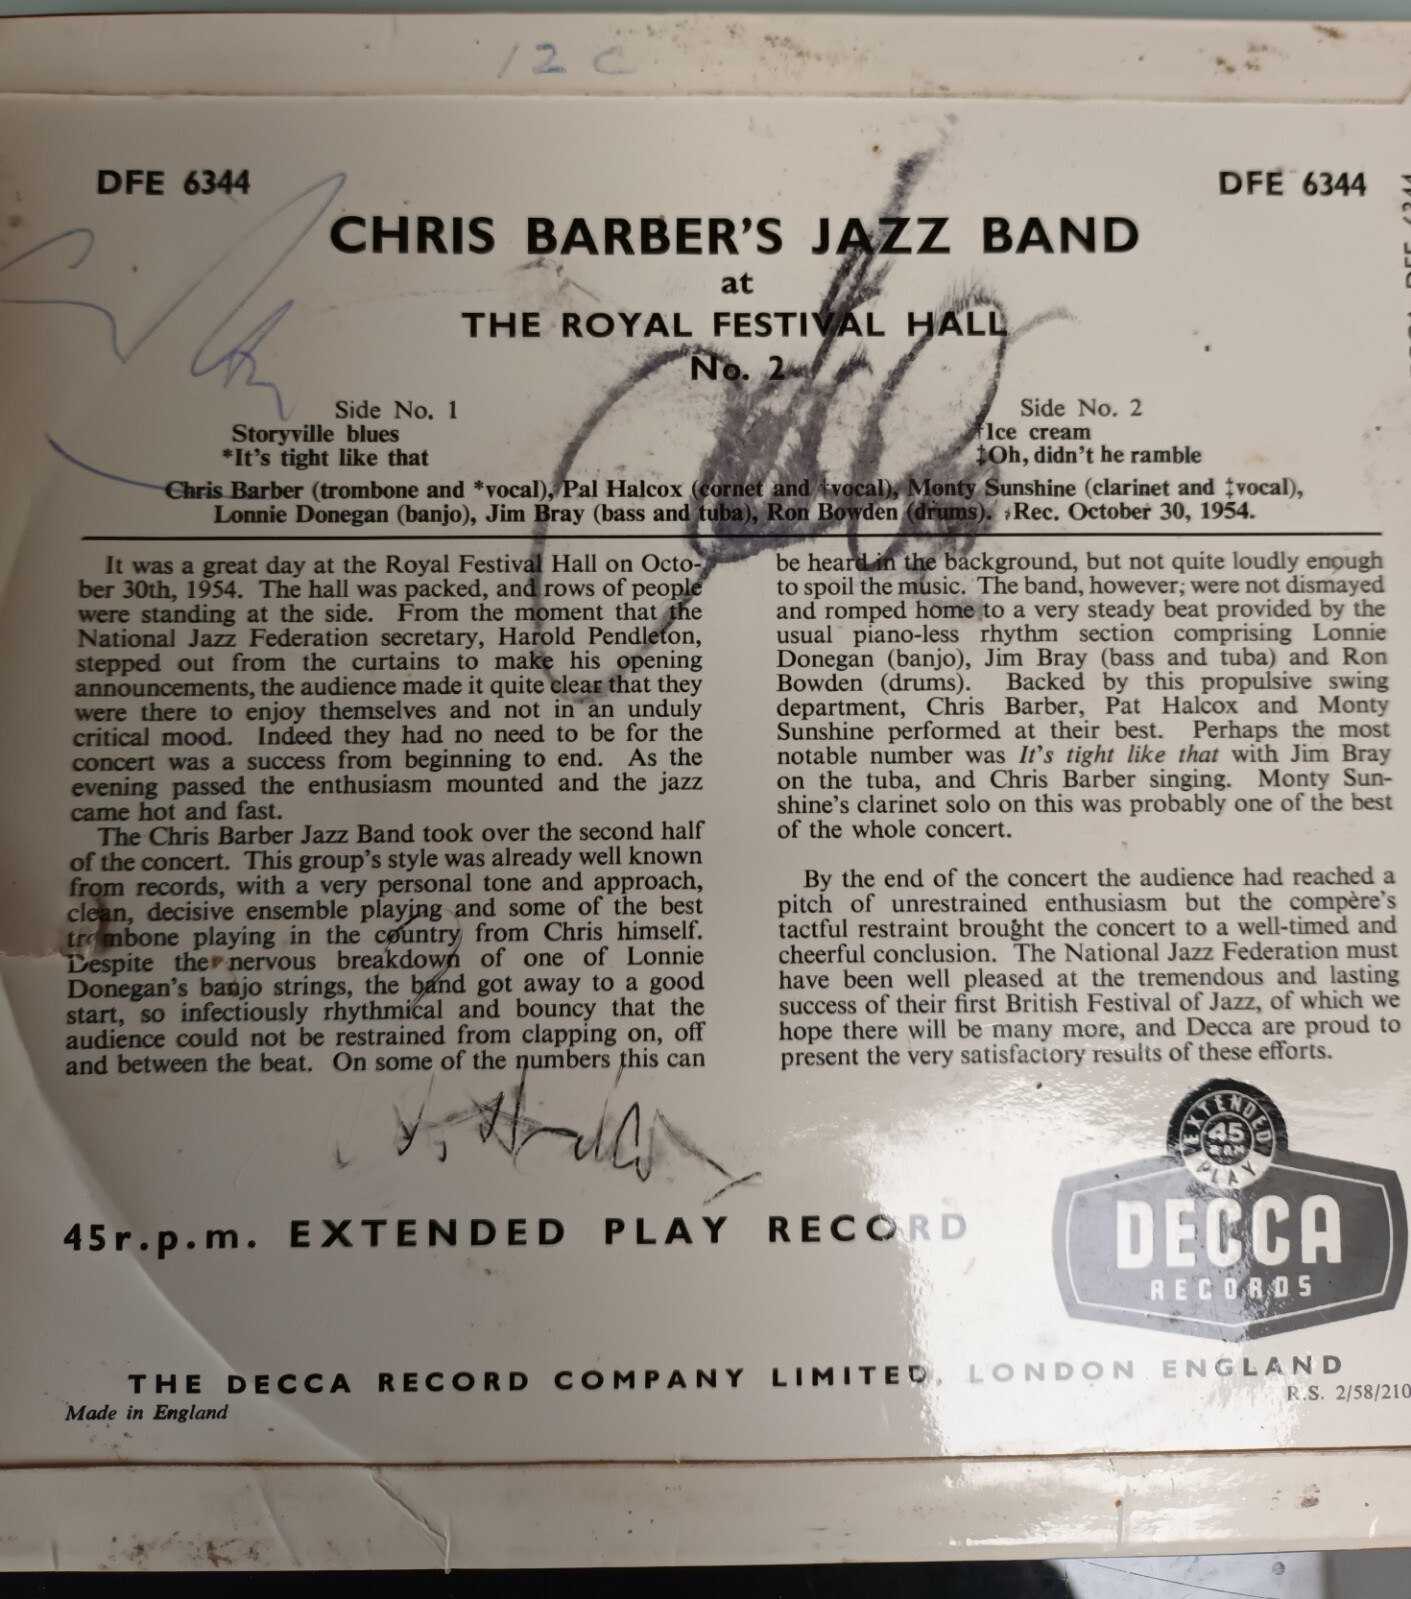 12 C
DFE 6344
DFE 6344
CHRIS BARBER'S JAZZ BAND
at
THE ROYAL FESTIVAL HALL
No. 2
Side No. 1
Storyville blues
*It's tight like that
Side No. 2
†Ice cream
‡Oh, didn't he ramble
Chris Barber (trombone and *vocal), Pal Halcox (cornet and †vocal), Monty Sunshine (clarinet and ‡vocal),
Lonnie Donegan (banjo), Jim Bray (bass and tuba), Ron Bowden (drums). Rec. October 30, 1954.
It was a great day at the Royal Festival Hall on Octo-
ber 30th, 1954. The hall was packed, and rows of people
were standing at the side. From the moment that the
National Jazz Federation secretary, Harold Pendleton,
stepped out from the curtains to make his opening
announcements, the audience made it quite clear that they
were there to enjoy themselves and not in an unduly
critical mood. Indeed they had no need to be for the
concert was a success from beginning to end. As the
evening passed the enthusiasm mounted and the jazz
came hot and fast.
The Chris Barber Jazz Band took over the second half
of the concert. This group's style was already well known
from records, with a very personal tone and approach,
clean, decisive ensemble playing and some of the best
trombone playing in the country from Chris himself.
Despite the nervous breakdown of one of Lonnie
Donegan's banjo strings, the band got away to a good
start, so infectiously rhythmical and bouncy that the
audience could not be restrained from clapping on, off
and between the beat. On some of the numbers this can
be heard in the background, but not quite loudly enough
to spoil the music. The band, however; were not dismayed
and romped home to a very steady beat provided by the
usual piano-less rhythm section comprising Lonnie
Donegan (banjo), Jim Bray (bass and tuba) and Ron
Bowden (drums). Backed by this propulsive swing
department, Chris Barber, Pat Halcox and Monty
Sunshine performed at their best. Perhaps the most
notable number was It's tight like that with Jim Bray
on the tuba, and Chris Barber singing. Monty Sun-
shine's clarinet solo on this was probably one of the best
of the whole concert.
By the end of the concert the audience had reached a
pitch of unrestrained enthusiasm but the compère's
tactful restraint brought the concert to a well-timed and
cheerful conclusion. The National Jazz Federation must
have been well pleased at the tremendous and lasting
success of their first British Festival of Jazz, of which we
hope there will be many more, and Decca are proud to
present the very satisfactory results of these efforts.
45 r.p.m. EXTENDED PLAY RECORD
EXTENDED
45
R.P.M.
PLAY
DECCA
RECORDS
THE DECCA RECORD COMPANY LIMITED, LONDON ENGLAND
Made in England
R.S. 2/58/210